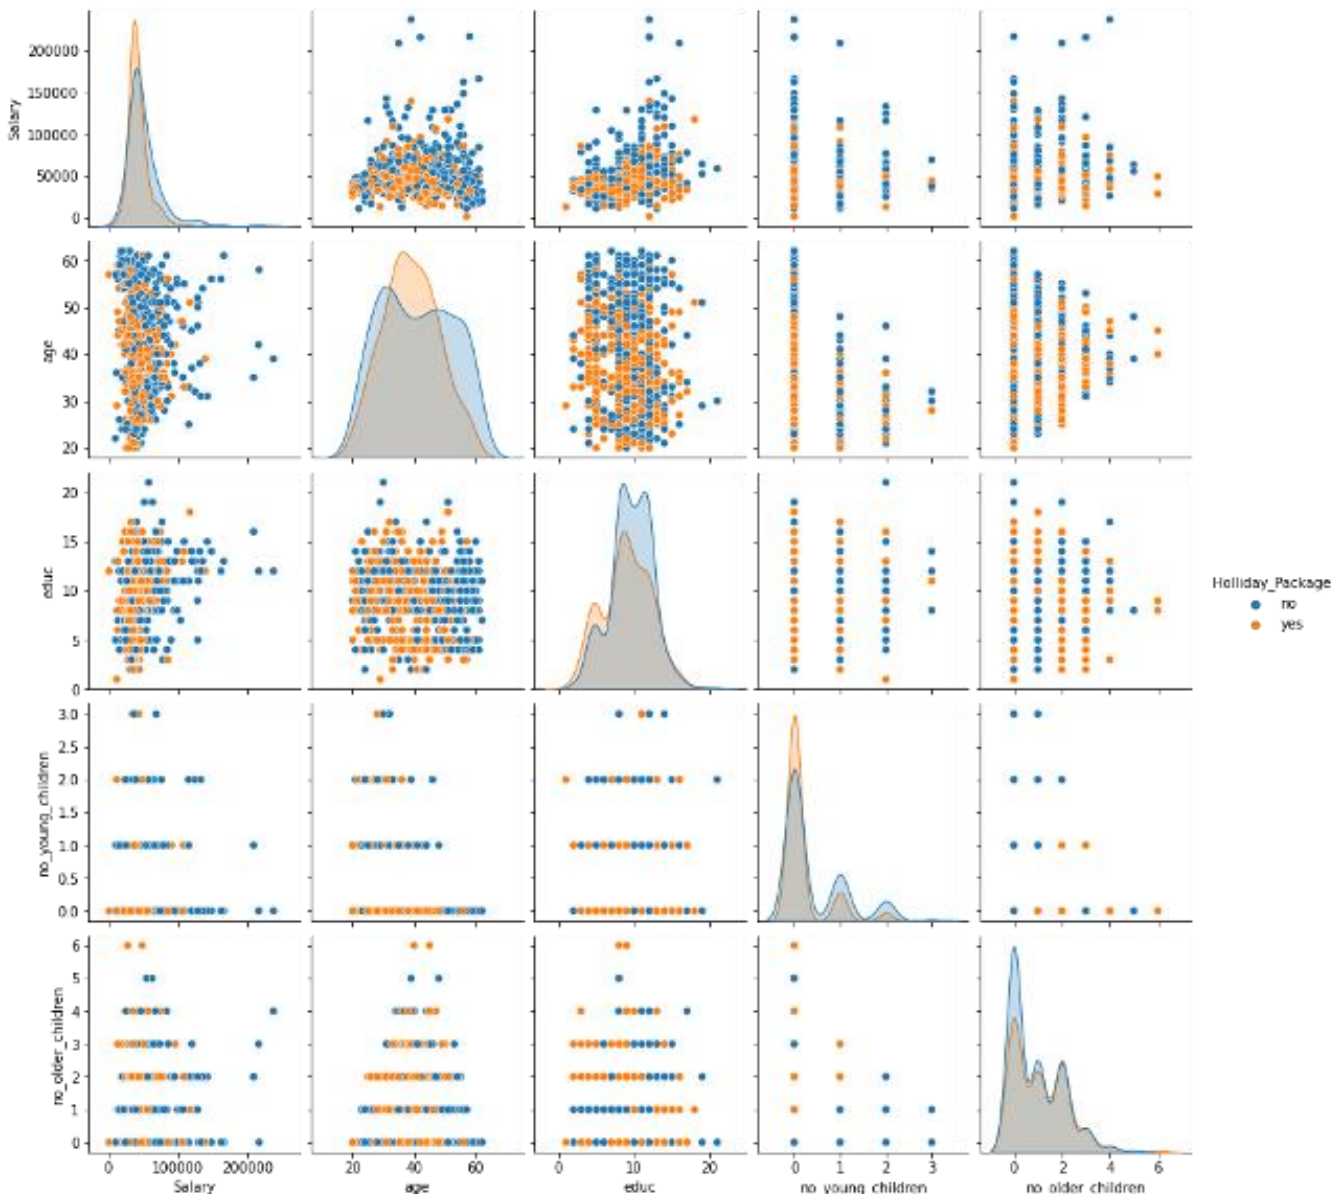 200000
150000
100000
50000
0
Salary
60
50
40
30
20
age
20
15
10
5
0
educ
Holliday_Package
no
yes
3.0
2.5
2.0
1.5
1.0
0.5
0.0
no_young_children
6
5
4
3
2
1
0
no_older_children
0 100000 200000 20 40 60 0 10 20 0 1 2 3 0 2 4 6
Salary age educ no_young_children no_older_children